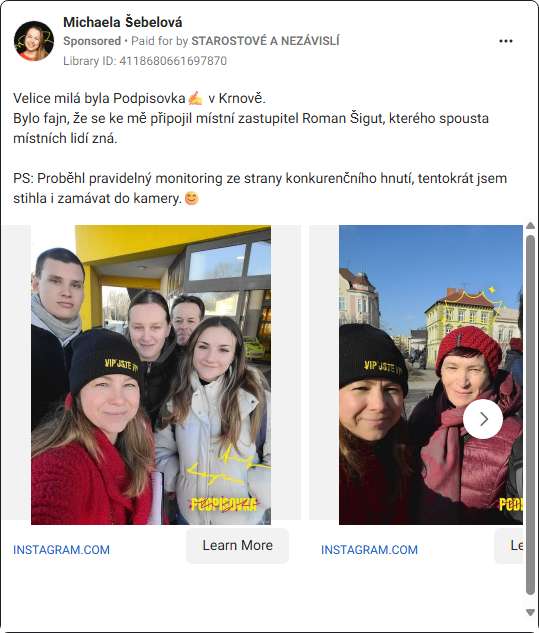 Michaela Šebelová
Sponsored • Paid for by STAROSTOVÉ A NEZÁVISLÍ
Library ID: 4118680661697870
Velice milá byla Podpisovka✍️ v Krnově.
Bylo fajn, že se ke mě připojil místní zastupitel Roman Šigut, kterého spousta
místních lidí zná.
PS: Proběhl pravidelný monitoring ze strany konkurenčního hnutí, tentokrát jsem
stihla i zamávat do kamery.😊
VIP JSTE VY
PODPISOVKA
VIP JSTE VY
POD
INSTAGRAM.COM
Learn More
INSTAGRAM.COM
Le